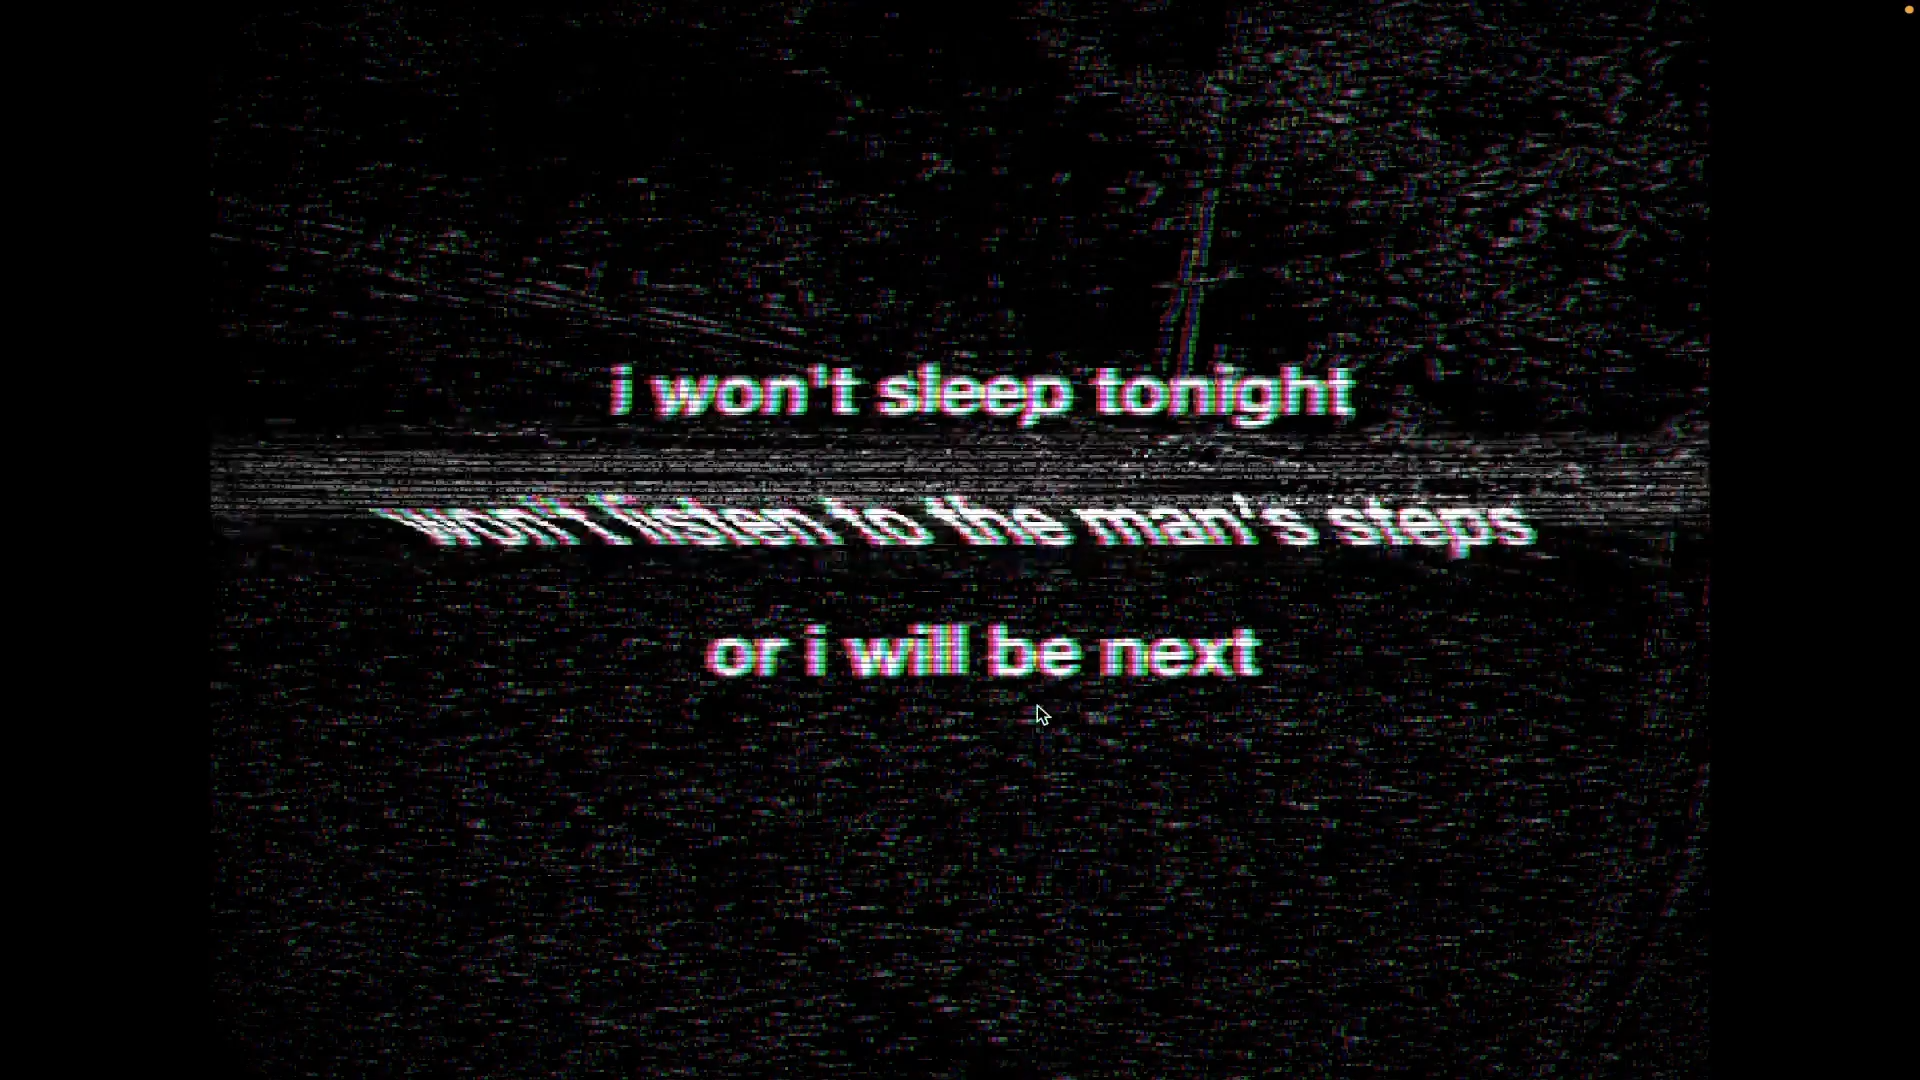 i won't sleep tonight
won't listen to the man's steps
or i will be next